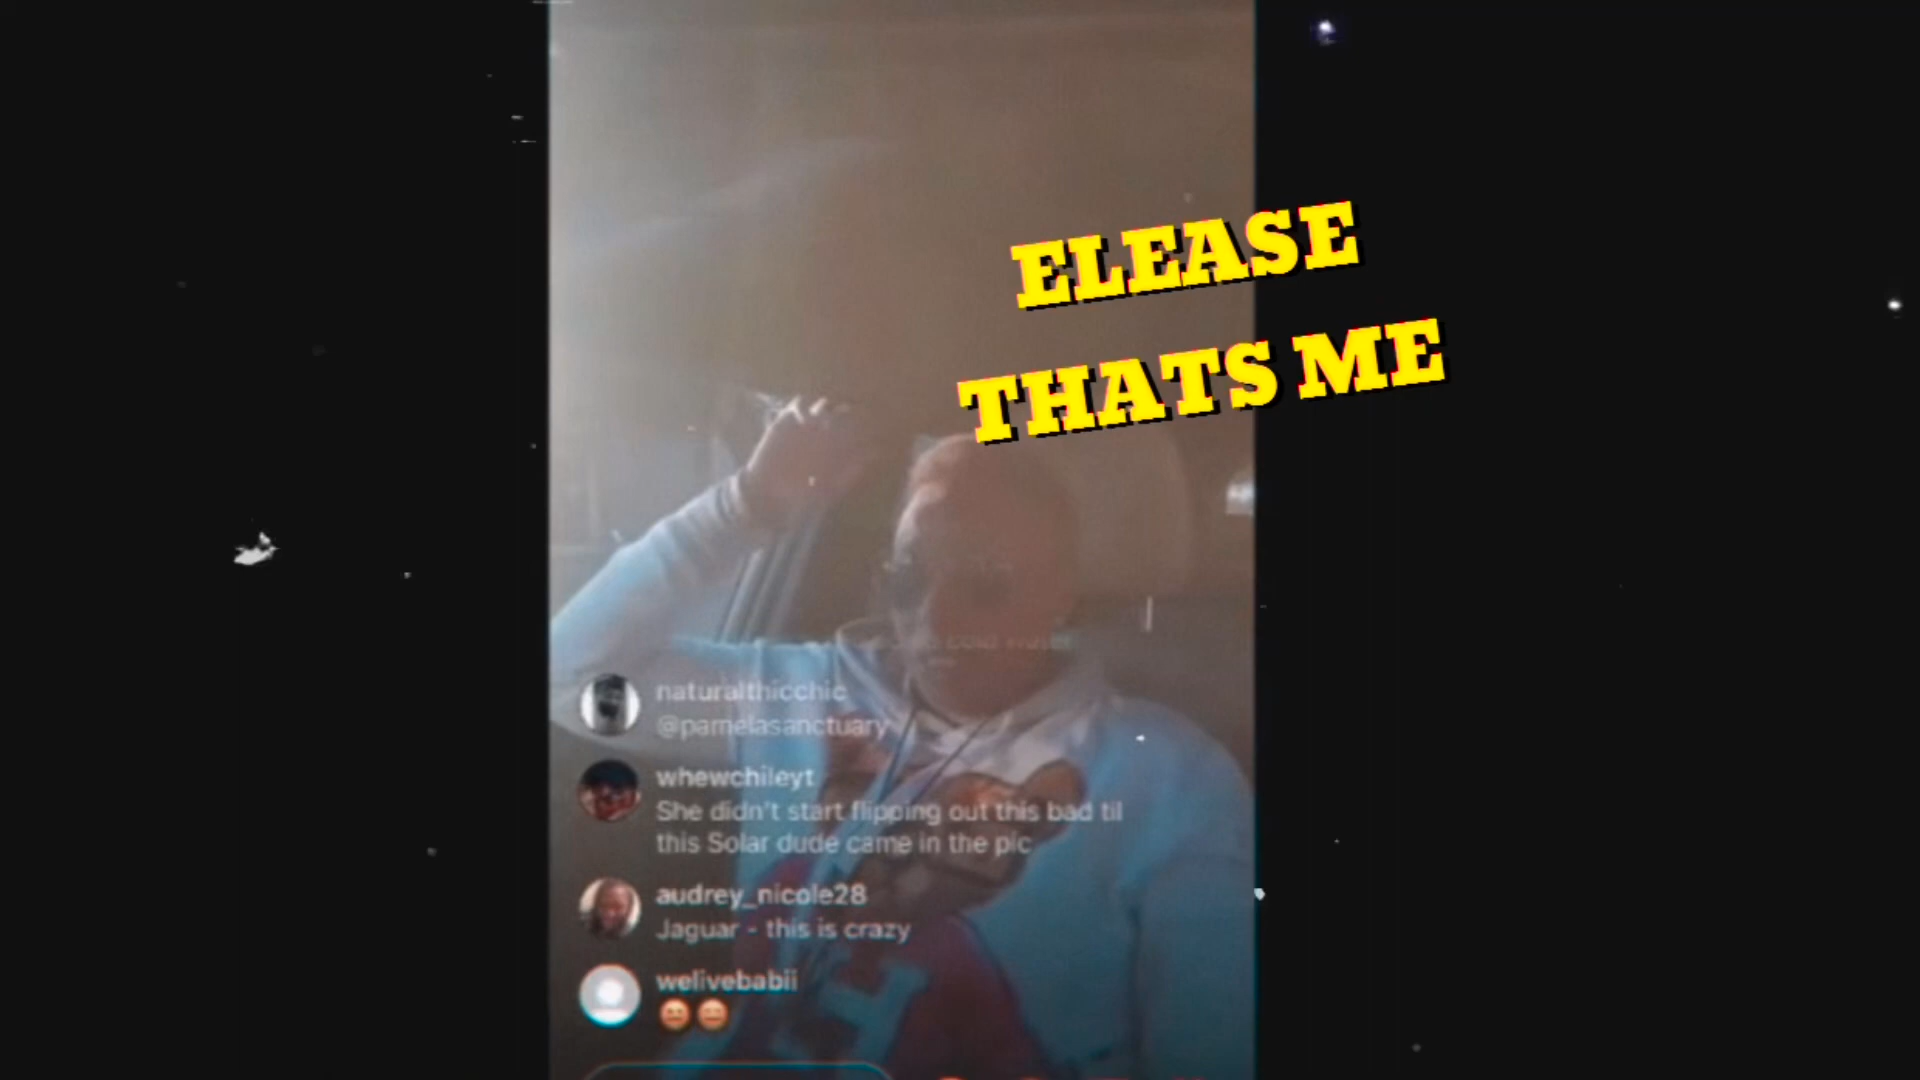 ELEASE
THATS ME
naturalthicchic
@pamelasanctuary
whewchileyt
She didn't start flipping out this bad til
this Solar dude came in the pic
audrey_nicole28
Jaguar - this is crazy
welivebabii
😑😑